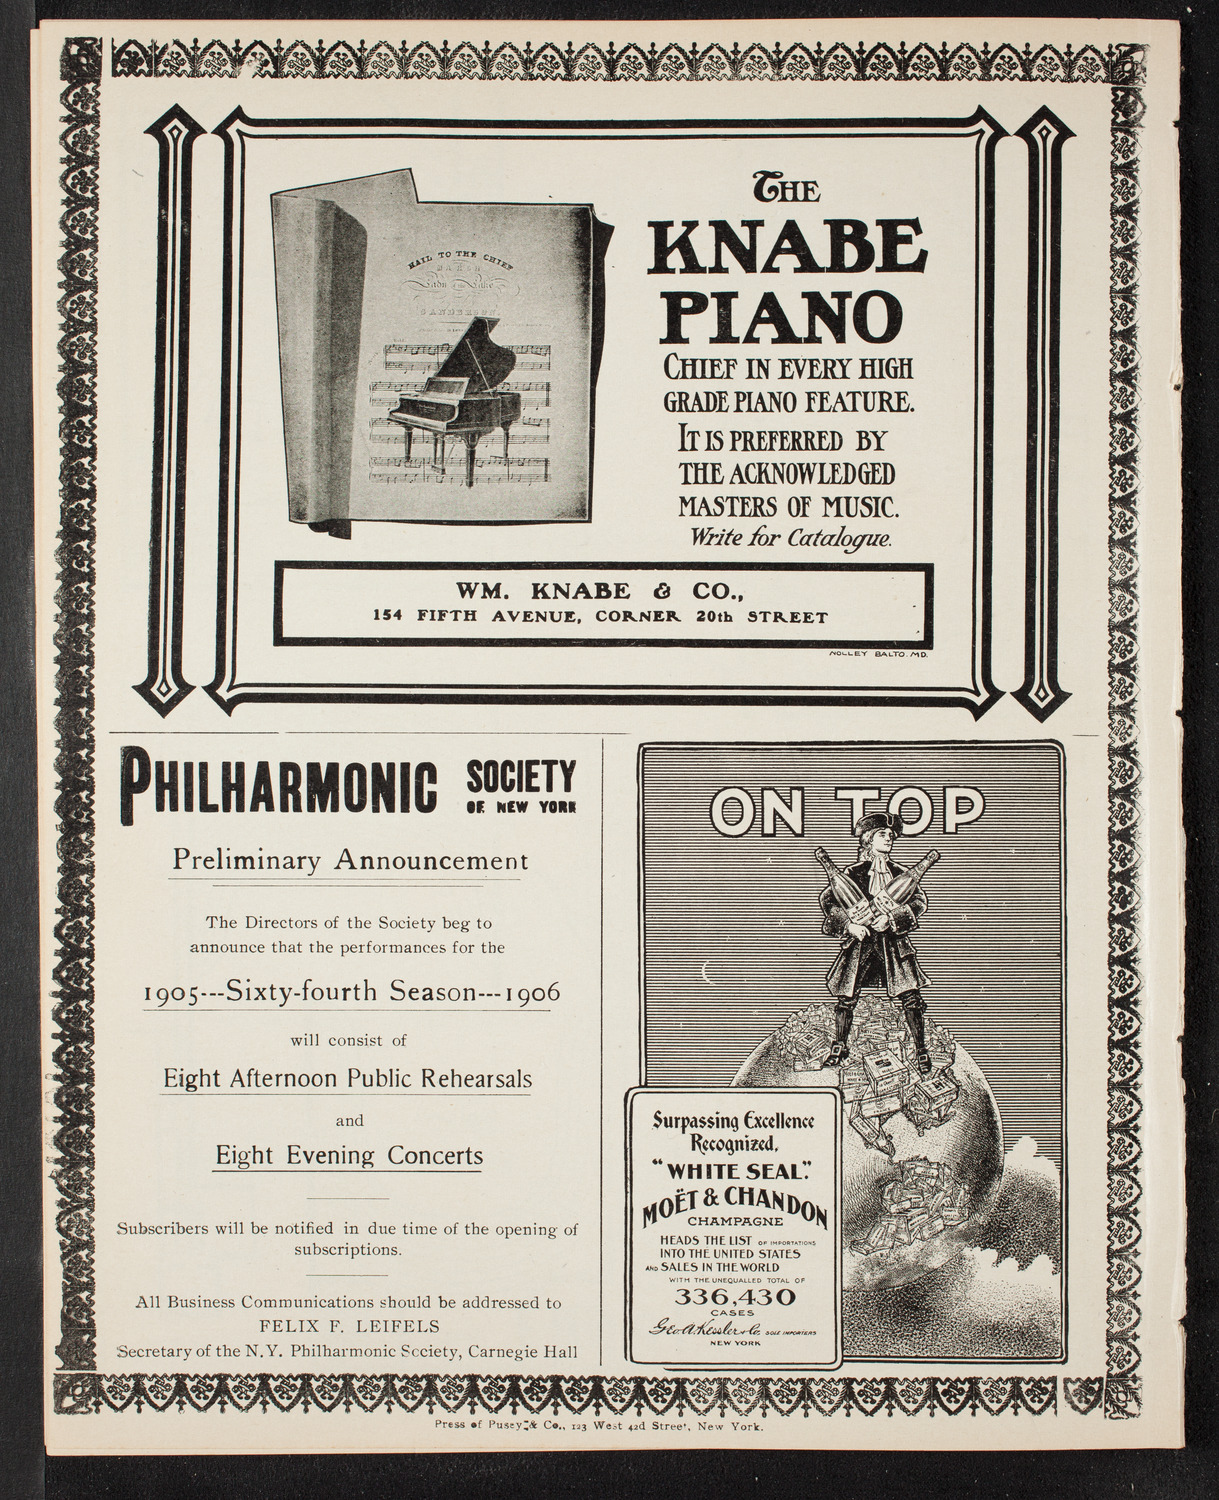 HAIL TO THE CHIEF
MARCH
SANDERSON
THE
KNABE
PIANO
CHIEF IN EVERY HIGH
GRADE PIANO FEATURE.
IT IS PREFERRED BY
THE ACKNOWLEDGED
MASTERS OF MUSIC.
Write for Catalogue.
WM. KNABE & CO.,
154 FIFTH AVENUE, CORNER 20th STREET
NOLLEY BALTO. MD.
PHILHARMONIC SOCIETY
OF NEW YORK
Preliminary Announcement
The Directors of the Society beg to
announce that the performances for the
1905---Sixty-fourth Season---1906
will consist of
Eight Afternoon Public Rehearsals
and
Eight Evening Concerts
Subscribers will be notified in due time of the opening of
subscriptions.
All Business Communications should be addressed to
FELIX F. LEIFELS
Secretary of the N.Y. Philharmonic Society, Carnegie Hall
ON TOP
Surpassing Excellence
Recognized.
"WHITE SEAL".
MOËT & CHANDON
CHAMPAGNE
HEADS THE LIST OF IMPORTATIONS
INTO THE UNITED STATES
AND SALES IN THE WORLD
WITH THE UNEQUALLED TOTAL OF
336,430
CASES
Geo. A. Kessler & Co. SOLE IMPORTERS
NEW YORK
Press of Pusey & Co., 123 West 42d Street, New York.